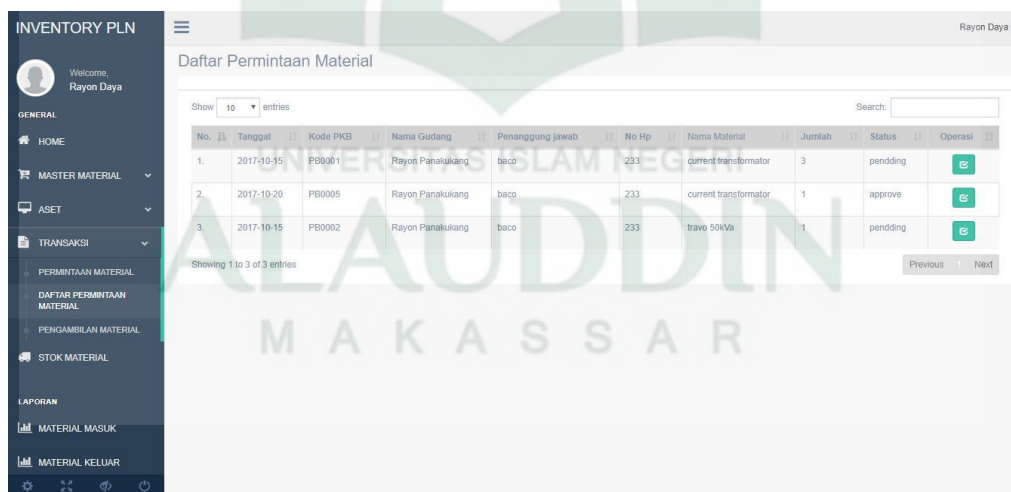 INVENTORY PLN
Rayon Daya
Welcome,
Rayon Daya
GENERAL
HOME
MASTER MATERIAL
ASET
TRANSAKSI
PERMINTAAN MATERIAL
DAFTAR PERMINTAAN
MATERIAL
PENGAMBILAN MATERIAL
STOK MATERIAL
LAPORAN
MATERIAL MASUK
MATERIAL KELUAR
Daftar Permintaan Material
Show 10 entries
Search:
No. Tanggal Kode PKB Nama Gudang Penanggung jawab No Hp Nama Material Jumlah Status Operasi
1. 2017-10-15 PB0001 Rayon Panakukang baco 233 current transformator 3 pendding
2. 2017-10-20 PB0005 Rayon Panakukang baco 233 current transformator 1 approve
3. 2017-10-15 PB0002 Rayon Panakukang baco 233 travo 50kVa 1 pendding
Showing 1 to 3 of 3 entries
Previous 1 Next
UNIVERSITAS ISLAM NEGERI
ALAUDDIN
MAKASSAR